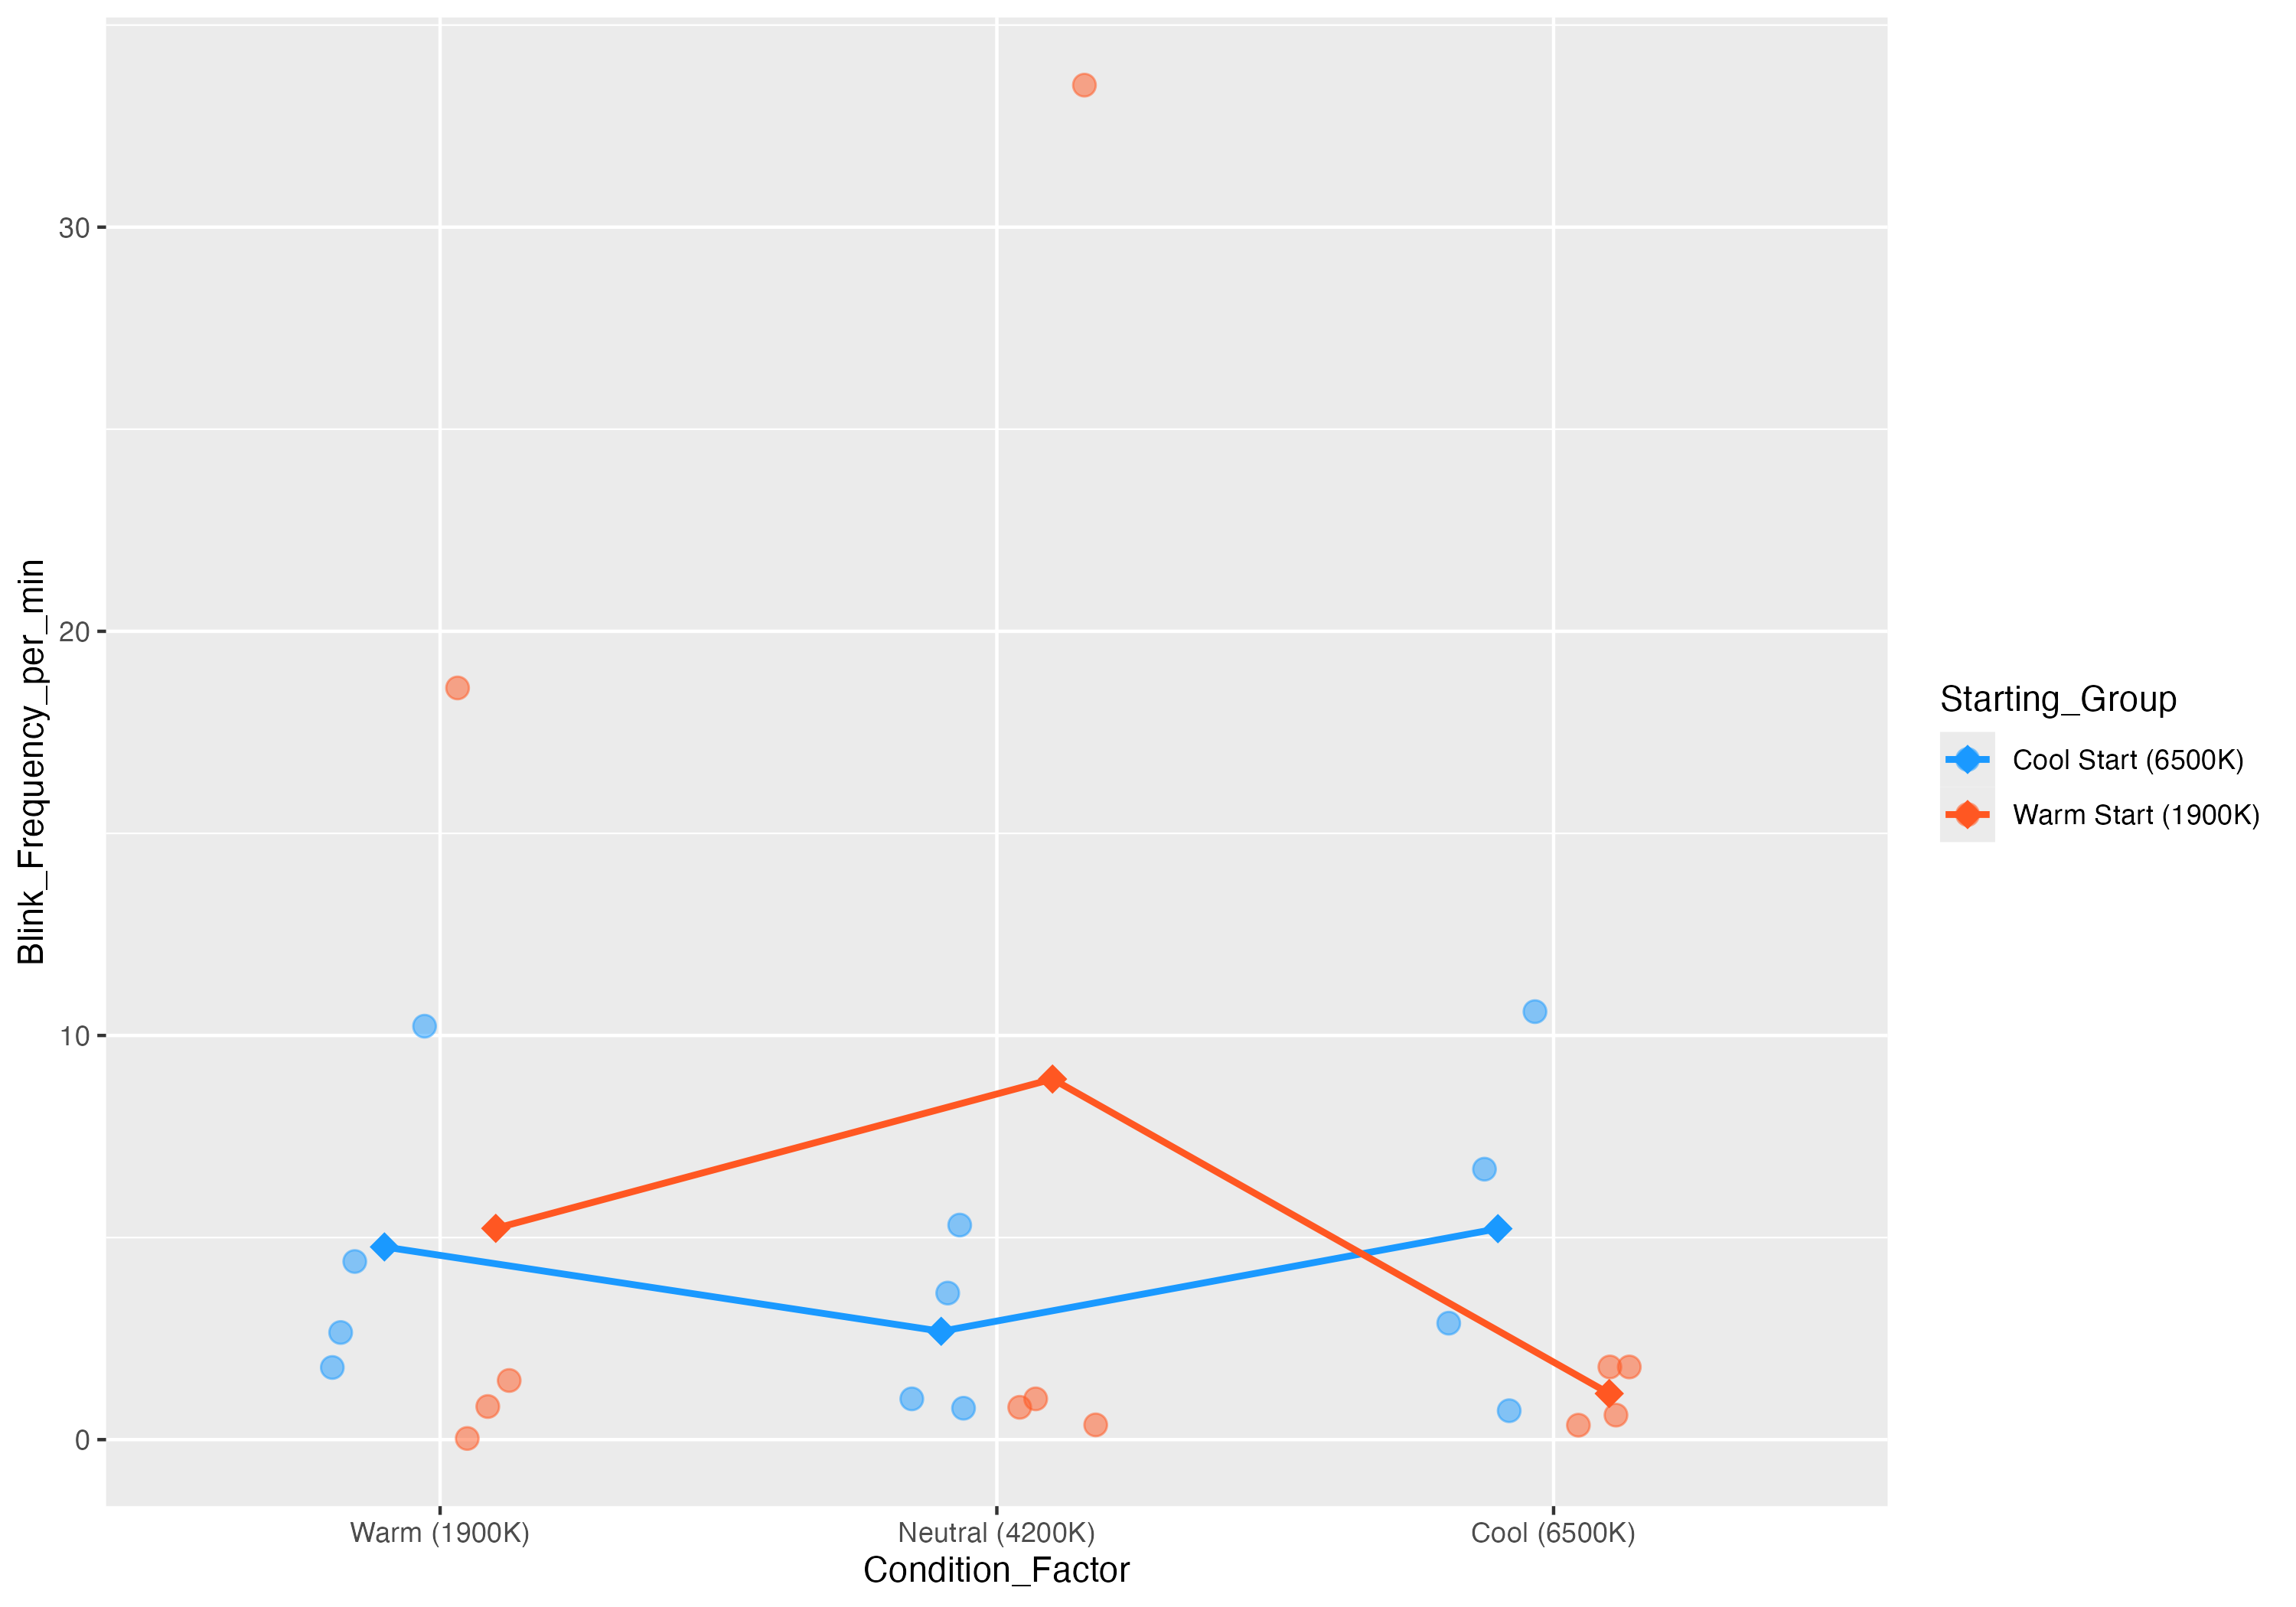 Blink_Frequency_per_min
30
20
10
0
Warm (1900K)
Neutral (4200K)
Cool (6500K)
Condition_Factor
Starting_Group
Cool Start (6500K)
Warm Start (1900K)